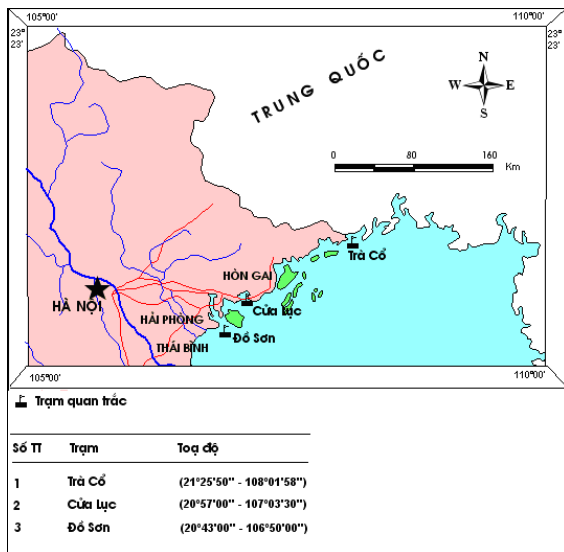 105°00' 110°00'
23° 23' 23° 23'
TRUNG QUỐC
N
W E
S
0 80 160
Km
Trà Cổ
HÒN GAI
Cửa Lục
HÀ NỘI
HẢI PHÒNG
Đồ Sơn
THÁI BÌNH
105°00' 110°00'
Trạm quan trắc
Số TT Trạm Toạ độ
1 Trà Cổ (21°25'50" - 108°01'58")
2 Cửa Lục (20°57'00" - 107°03'30")
3 Đồ Sơn (20°43'00" - 106°50'00")